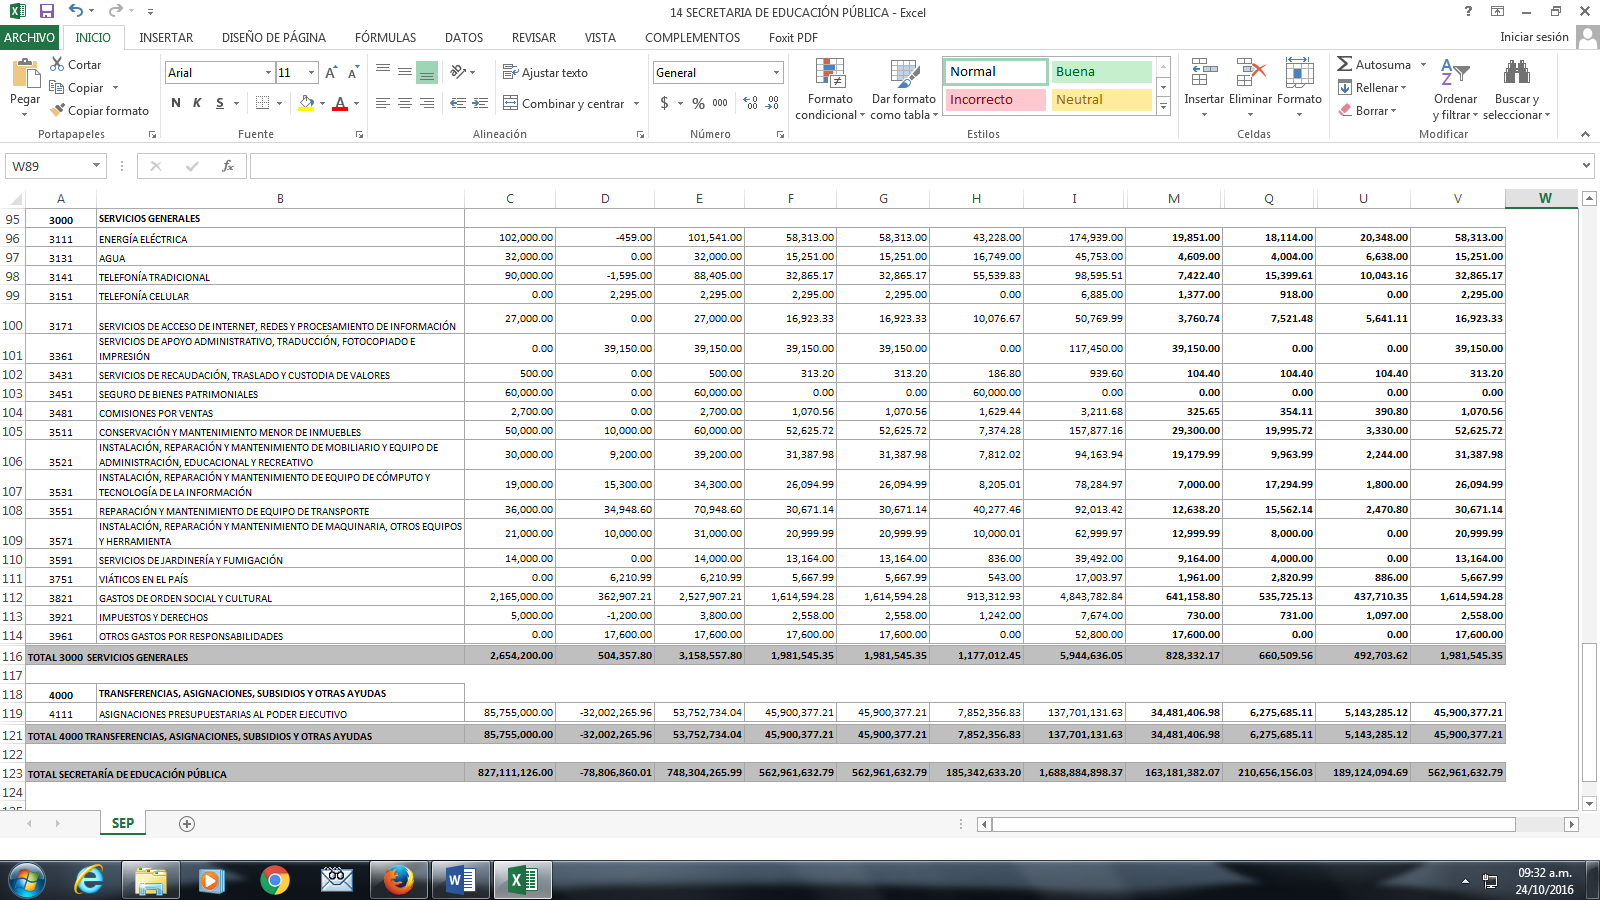 14 SECRETARIA DE EDUCACIÓN PÚBLICA - Excel
ARCHIVO INICIO INSERTAR DISEÑO DE PÁGINA FÓRMULAS DATOS REVISAR VISTA COMPLEMENTOS Foxit PDF Iniciar sesión
Pegar Cortar Copiar Copiar formato Portapapeles
Arial 11 N K S A A A Fuente
Ajustar texto Combinar y centrar Alineación
General $ % 000 Número
Formato condicional Dar formato como tabla Normal Buena Incorrecto Neutral Estilos
Insertar Eliminar Formato Celdas
Autosuma Rellenar Borrar Ordenar y filtrar Buscar y seleccionar Modificar
W89 fx
A B C D E F G H I M Q U V W
95 3000 SERVICIOS GENERALES
96 3111 ENERGÍA ELÉCTRICA 102,000.00 -459.00 101,541.00 58,313.00 58,313.00 43,228.00 174,939.00 19,851.00 18,114.00 20,348.00 58,313.00
97 3131 AGUA 32,000.00 0.00 32,000.00 15,251.00 15,251.00 16,749.00 45,753.00 4,609.00 4,004.00 6,638.00 15,251.00
98 3141 TELEFONÍA TRADICIONAL 90,000.00 -1,595.00 88,405.00 32,865.17 32,865.17 55,539.83 98,595.51 7,422.40 15,399.61 10,043.16 32,865.17
99 3151 TELEFONÍA CELULAR 0.00 2,295.00 2,295.00 2,295.00 2,295.00 0.00 6,885.00 1,377.00 918.00 0.00 2,295.00
100 3171 SERVICIOS DE ACCESO DE INTERNET, REDES Y PROCESAMIENTO DE INFORMACIÓN 27,000.00 0.00 27,000.00 16,923.33 16,923.33 10,076.67 50,769.99 3,760.74 7,521.48 5,641.11 16,923.33
101 3361 SERVICIOS DE APOYO ADMINISTRATIVO, TRADUCCIÓN, FOTOCOPIADO E IMPRESIÓN 0.00 39,150.00 39,150.00 39,150.00 39,150.00 0.00 117,450.00 39,150.00 0.00 0.00 39,150.00
102 3431 SERVICIOS DE RECAUDACIÓN, TRASLADO Y CUSTODIA DE VALORES 500.00 0.00 500.00 313.20 313.20 186.80 939.60 104.40 104.40 104.40 313.20
103 3451 SEGURO DE BIENES PATRIMONIALES 60,000.00 0.00 60,000.00 0.00 0.00 60,000.00 0.00 0.00 0.00 0.00 0.00
104 3481 COMISIONES POR VENTAS 2,700.00 0.00 2,700.00 1,070.56 1,070.56 1,629.44 3,211.68 325.65 354.11 390.80 1,070.56
105 3511 CONSERVACIÓN Y MANTENIMIENTO MENOR DE INMUEBLES 50,000.00 10,000.00 60,000.00 52,625.72 52,625.72 7,374.28 157,877.16 29,300.00 19,995.72 3,330.00 52,625.72
106 3521 INSTALACIÓN, REPARACIÓN Y MANTENIMIENTO DE MOBILIARIO Y EQUIPO DE ADMINISTRACIÓN, EDUCACIONAL Y RECREATIVO 30,000.00 9,200.00 39,200.00 31,387.98 31,387.98 7,812.02 94,163.94 19,179.99 9,963.99 2,244.00 31,387.98
107 3531 INSTALACIÓN, REPARACIÓN Y MANTENIMIENTO DE EQUIPO DE CÓMPUTO Y TECNOLOGÍA DE LA INFORMACIÓN 19,000.00 15,300.00 34,300.00 26,094.99 26,094.99 8,205.01 78,284.97 7,000.00 17,294.99 1,800.00 26,094.99
108 3551 REPARACIÓN Y MANTENIMIENTO DE EQUIPO DE TRANSPORTE 36,000.00 34,948.60 70,948.60 30,671.14 30,671.14 40,277.46 92,013.42 12,638.20 15,562.14 2,470.80 30,671.14
109 3571 INSTALACIÓN, REPARACIÓN Y MANTENIMIENTO DE MAQUINARIA, OTROS EQUIPOS Y HERRAMIENTA 21,000.00 10,000.00 31,000.00 20,999.99 20,999.99 10,000.01 62,999.97 12,999.99 8,000.00 0.00 20,999.99
110 3591 SERVICIOS DE JARDINERÍA Y FUMIGACIÓN 14,000.00 0.00 14,000.00 13,164.00 13,164.00 836.00 39,492.00 9,164.00 4,000.00 0.00 13,164.00
111 3751 VIÁTICOS EN EL PAÍS 0.00 6,210.99 6,210.99 5,667.99 5,667.99 543.00 17,003.97 1,961.00 2,820.99 886.00 5,667.99
112 3821 GASTOS DE ORDEN SOCIAL Y CULTURAL 2,165,000.00 362,907.21 2,527,907.21 1,614,594.28 1,614,594.28 913,312.93 4,843,782.84 641,158.80 535,725.13 437,710.35 1,614,594.28
113 3921 IMPUESTOS Y DERECHOS 5,000.00 -1,200.00 3,800.00 2,558.00 2,558.00 1,242.00 7,674.00 730.00 731.00 1,097.00 2,558.00
114 3961 OTROS GASTOS POR RESPONSABILIDADES 0.00 17,600.00 17,600.00 17,600.00 17,600.00 0.00 52,800.00 17,600.00 0.00 0.00 17,600.00
116 TOTAL 3000 SERVICIOS GENERALES 2,654,200.00 504,357.80 3,158,557.80 1,981,545.35 1,981,545.35 1,177,012.45 5,944,636.05 828,332.17 660,509.56 492,703.62 1,981,545.35
117
118 4000 TRANSFERENCIAS, ASIGNACIONES, SUBSIDIOS Y OTRAS AYUDAS
119 4111 ASIGNACIONES PRESUPUESTARIAS AL PODER EJECUTIVO 85,755,000.00 -32,002,265.96 53,752,734.04 45,900,377.21 45,900,377.21 7,852,356.83 137,701,131.63 34,481,406.98 6,275,685.11 5,143,285.12 45,900,377.21
121 TOTAL 4000 TRANSFERENCIAS, ASIGNACIONES, SUBSIDIOS Y OTRAS AYUDAS 85,755,000.00 -32,002,265.96 53,752,734.04 45,900,377.21 45,900,377.21 7,852,356.83 137,701,131.63 34,481,406.98 6,275,685.11 5,143,285.12 45,900,377.21
122
123 TOTAL SECRETARÍA DE EDUCACIÓN PÚBLICA 827,111,126.00 -78,806,860.01 748,304,265.99 562,961,632.79 562,961,632.79 185,342,633.20 1,688,884,898.37 163,181,382.07 210,656,156.03 189,124,094.69 562,961,632.79
124
SEP
09:32 a.m.
24/10/2016